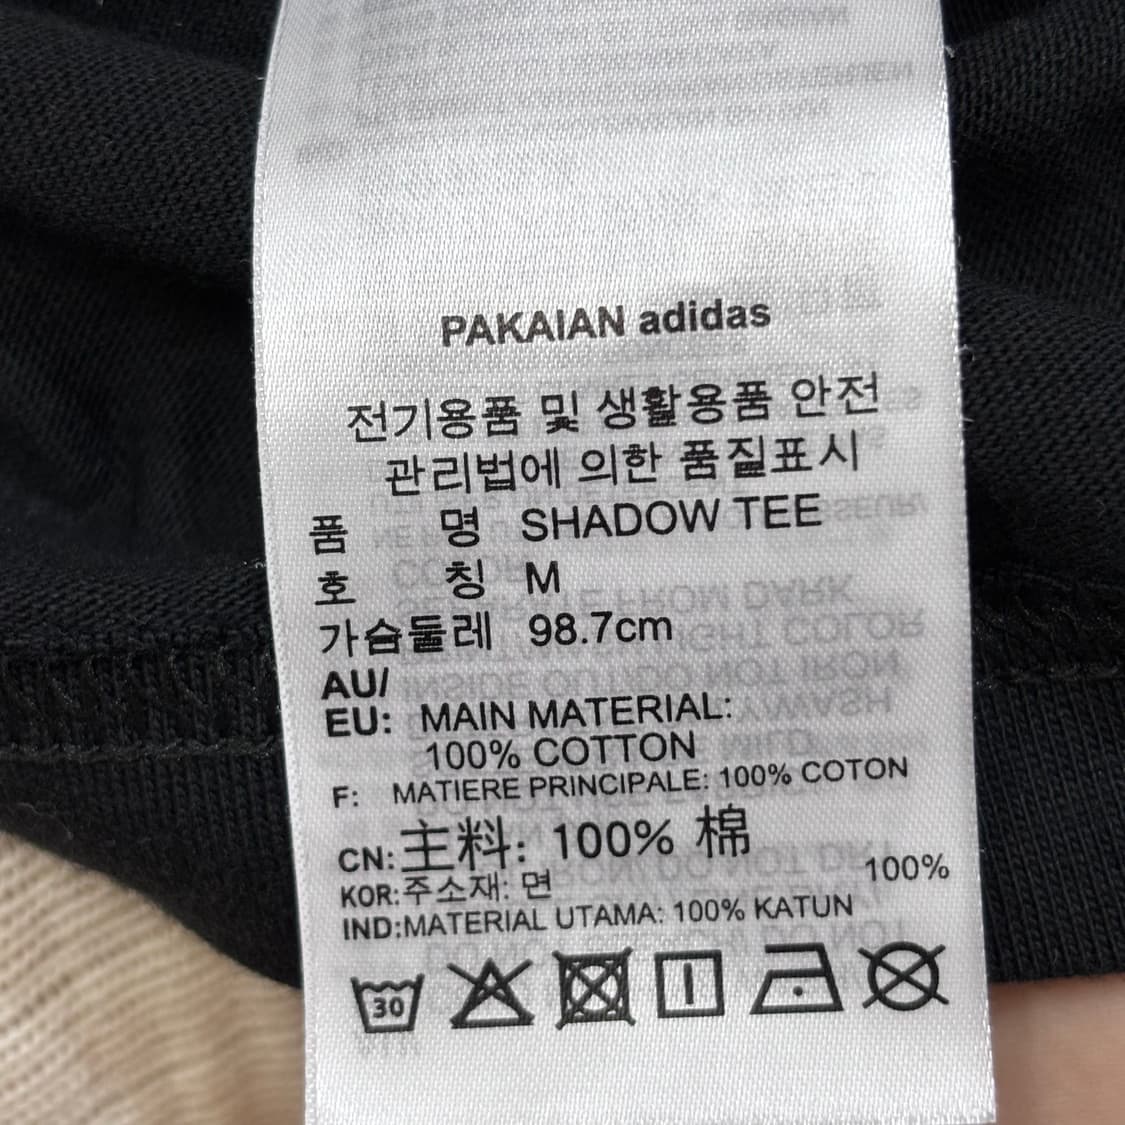 PAKAIAN adidas
전기용품 및 생활용품 안전
관리법에 의한 품질표시
품 명 SHADOW TEE
호 칭 M
가슴둘레 98.7cm
AU/
EU: MAIN MATERIAL:
100% COTTON
F: MATIERE PRINCIPALE: 100% COTON
CN: 主料: 100% 棉
KOR:주소재: 면 100%
IND:MATERIAL UTAMA: 100% KATUN
30